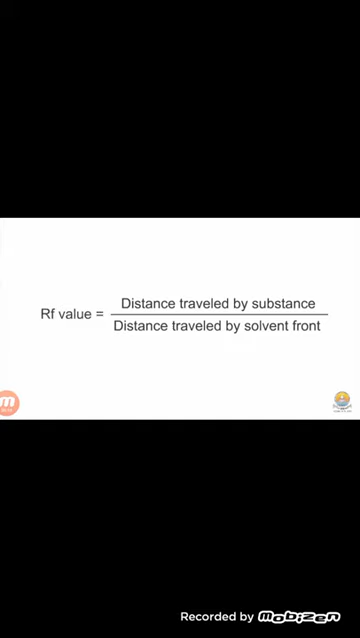 Distance traveled by substance
Rf value =
Distance traveled by solvent front
Recorded by MOBIZEN